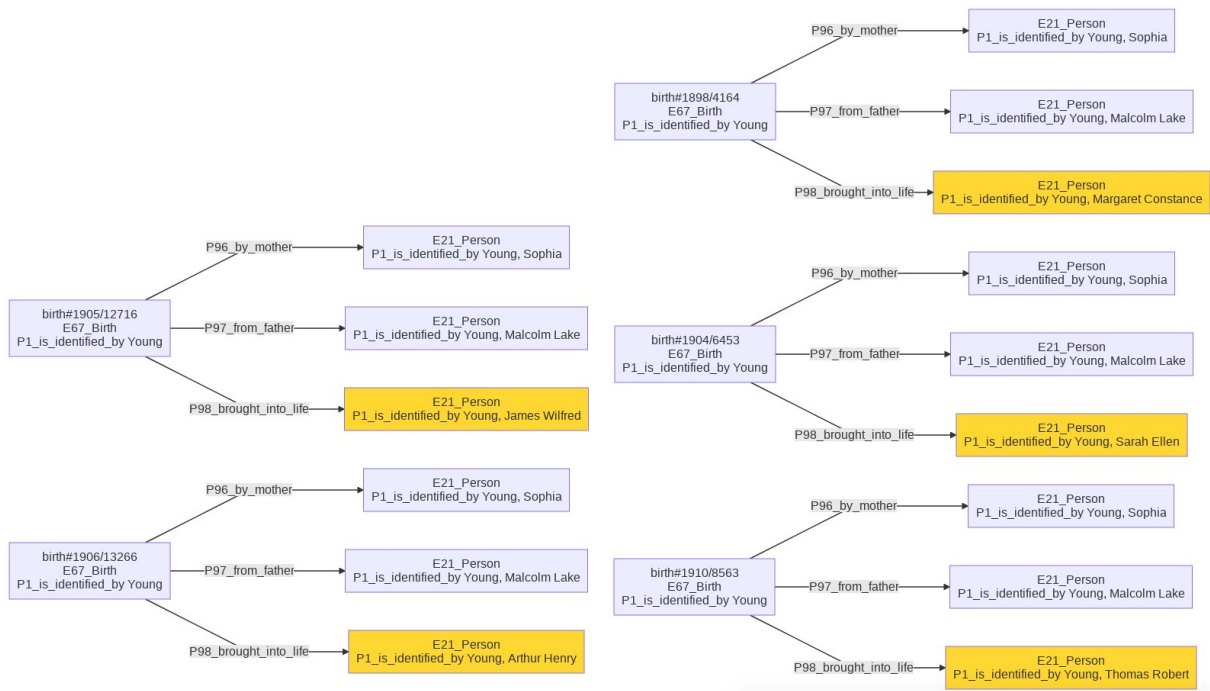 birth#1905/12716
E67_Birth
P1_is_identified_by Young
P96_by_mother
E21_Person
P1_is_identified_by Young, Sophia
P97_from_father
E21_Person
P1_is_identified_by Young, Malcolm Lake
P98_brought_into_life
E21_Person
P1_is_identified_by Young, James Wilfred
birth#1906/13266
E67_Birth
P1_is_identified_by Young
P96_by_mother
E21_Person
P1_is_identified_by Young, Sophia
P97_from_father
E21_Person
P1_is_identified_by Young, Malcolm Lake
P98_brought_into_life
E21_Person
P1_is_identified_by Young, Arthur Henry
birth#1898/4164
E67_Birth
P1_is_identified_by Young
P96_by_mother
E21_Person
P1_is_identified_by Young, Sophia
P97_from_father
E21_Person
P1_is_identified_by Young, Malcolm Lake
P98_brought_into_life
E21_Person
P1_is_identified_by Young, Margaret Constance
birth#1904/6453
E67_Birth
P1_is_identified_by Young
P96_by_mother
E21_Person
P1_is_identified_by Young, Sophia
P97_from_father
E21_Person
P1_is_identified_by Young, Malcolm Lake
P98_brought_into_life
E21_Person
P1_is_identified_by Young, Sarah Ellen
birth#1910/8563
E67_Birth
P1_is_identified_by Young
P96_by_mother
E21_Person
P1_is_identified_by Young, Sophia
P97_from_father
E21_Person
P1_is_identified_by Young, Malcolm Lake
P98_brought_into_life
E21_Person
P1_is_identified_by Young, Thomas Robert